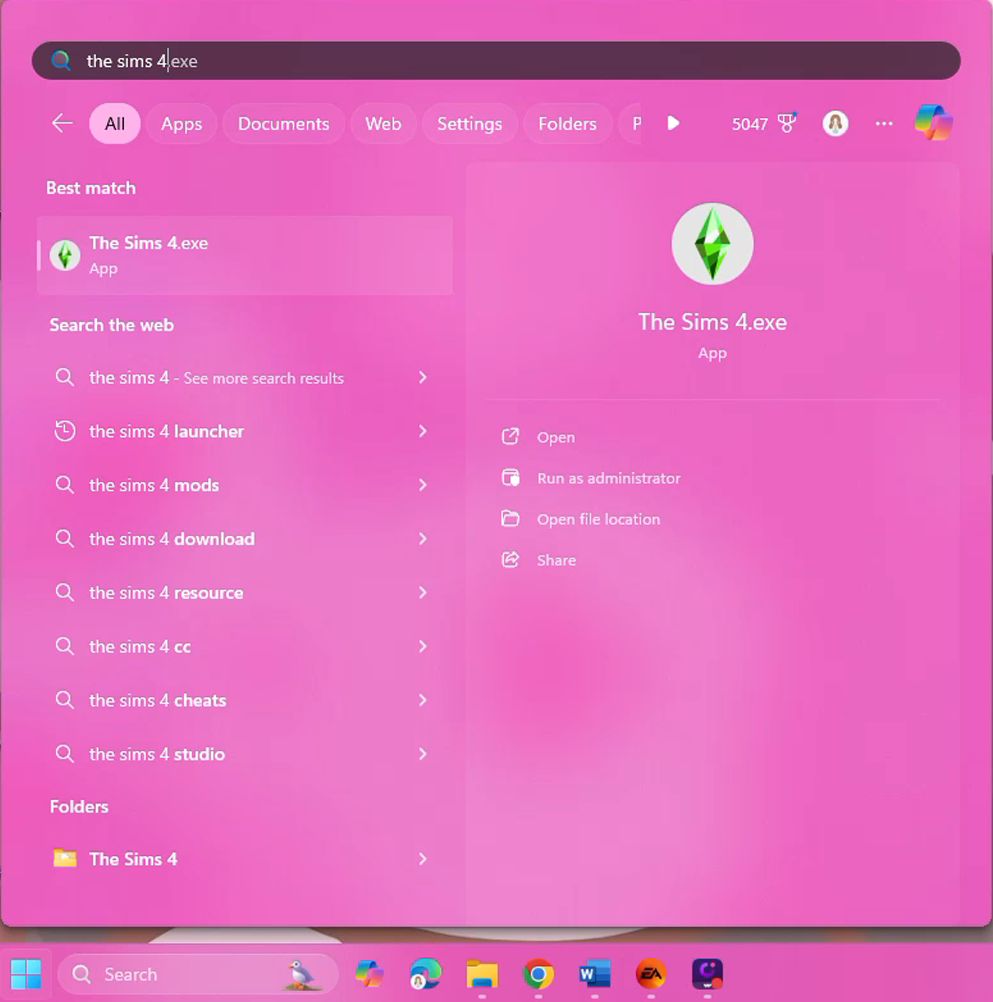 the sims 4.exe
All Apps Documents Web Settings Folders P 5047
Best match
The Sims 4.exe
App
Search the web
the sims 4 - See more search results
the sims 4 launcher
the sims 4 mods
the sims 4 download
the sims 4 resource
the sims 4 cc
the sims 4 cheats
the sims 4 studio
Folders
The Sims 4
The Sims 4.exe
App
Open
Run as administrator
Open file location
Share
Search
W
EA